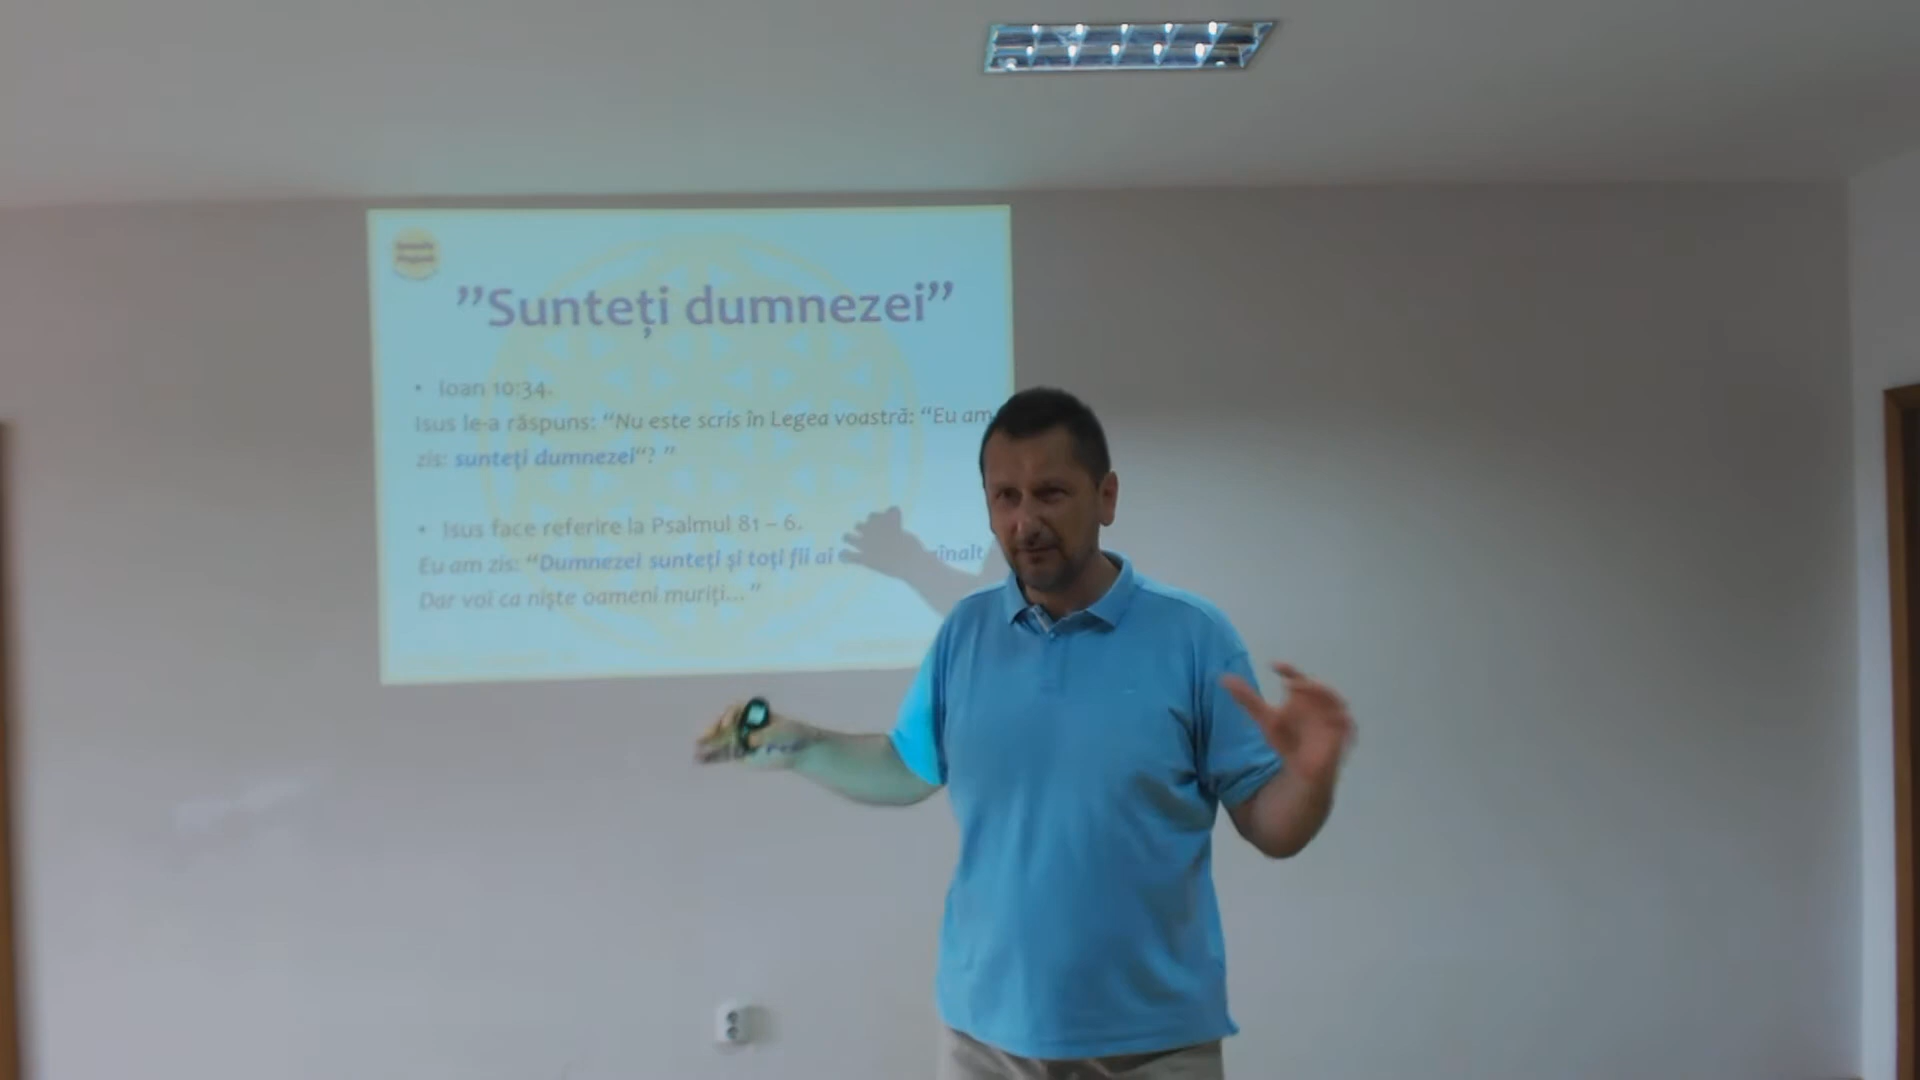 ”Sunteți dumnezei”
• Ioan 10:34.
Isus le-a răspuns: “Nu este scris în Legea voastră: “Eu am
zis: sunteți dumnezei“? ”
• Isus face referire la Psalmul 81 – 6.
Eu am zis: “Dumnezei sunteți și toți fii ai
Dar voi ca niște oameni muriți...”